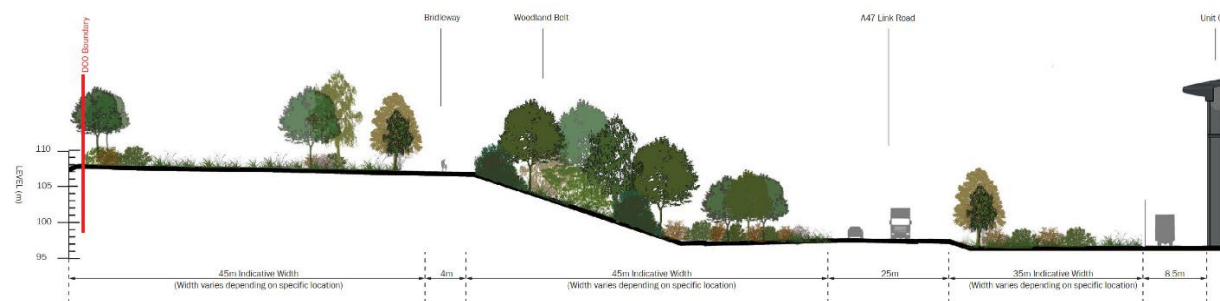 DCO Boundary
Bridleway
Woodland Belt
A47 Link Road
Unit
LEVEL (m)
110
105
100
95
45m Indicative Width
(Width varies depending on specific location)
4m
45m Indicative Width
(Width varies depending on specific location)
25m
35m Indicative Width
(Width varies depending on specific location)
8.5m